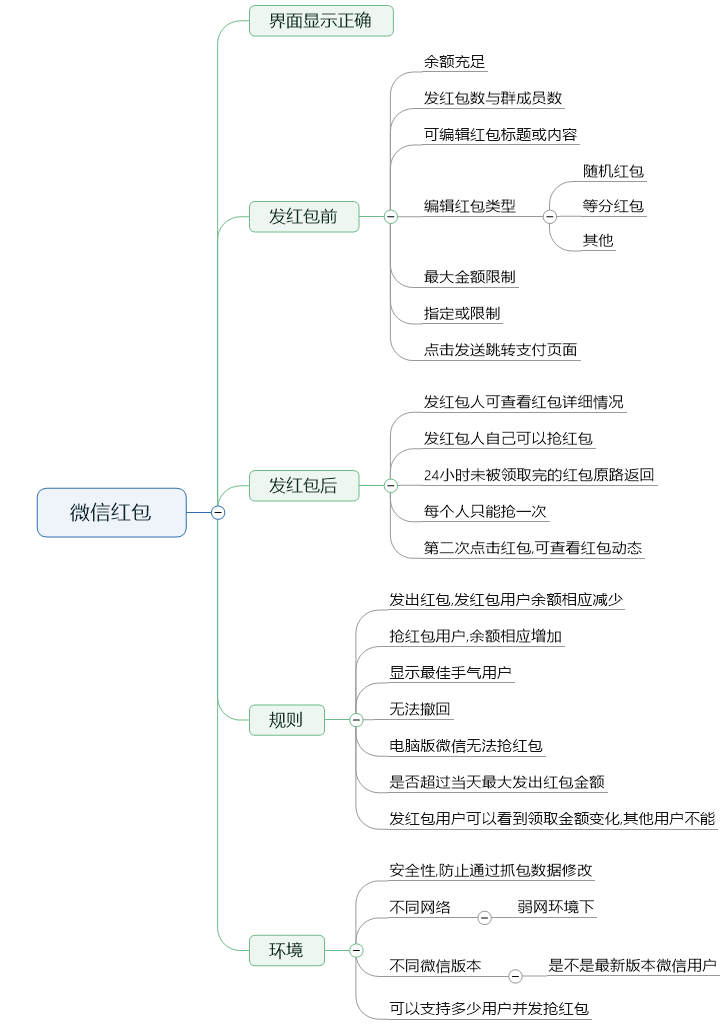 界面显示正确
余额充足
发红包数与群成员数
可编辑红包标题或内容
随机红包
发红包前
编辑红包类型
等分红包
其他
最大金额限制
指定或限制
点击发送跳转支付页面
发红包人可查看红包详细情况
发红包人自己可以抢红包
发红包后
24小时未被领取完的红包原路返回
微信红包
每个人只能抢一次
第二次点击红包,可查看红包动态
发出红包,发红包用户余额相应减少
抢红包用户,余额相应增加
显示最佳手气用户
规则
无法撤回
电脑版微信无法抢红包
是否超过当天最大发出红包金额
发红包用户可以看到领取金额变化,其他用户不能
安全性,防止通过抓包数据修改
不同网络
弱网环境下
环境
不同微信版本
是不是最新版本微信用户
可以支持多少用户并发抢红包